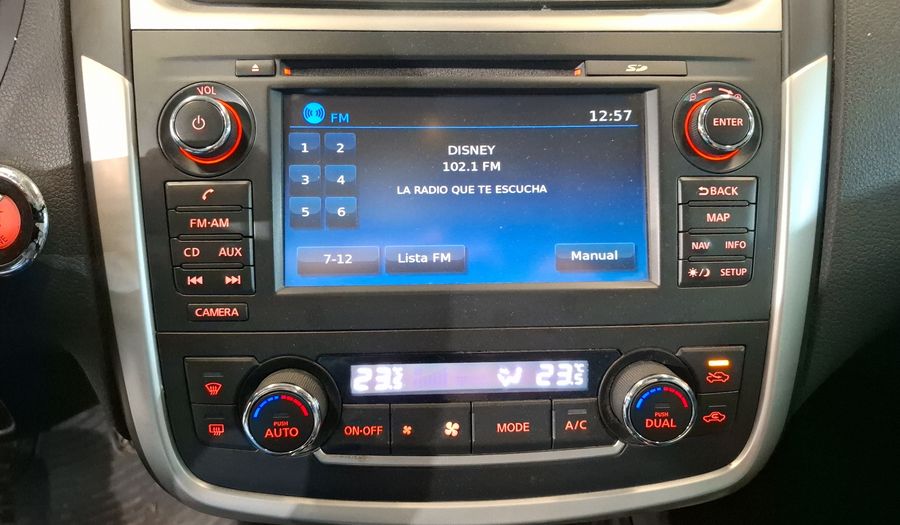 VOL
SD
ENTER
FM 12:57
1 2
3 4
5 6
DISNEY
102.1 FM
LA RADIO QUE TE ESCUCHA
7-12 Lista FM Manual
FM·AM
CD AUX
CAMERA
BACK
MAP
NAV INFO
SETUP
23.5 23.5
PUSH
AUTO
ON·OFF
MODE
A/C
PUSH
DUAL